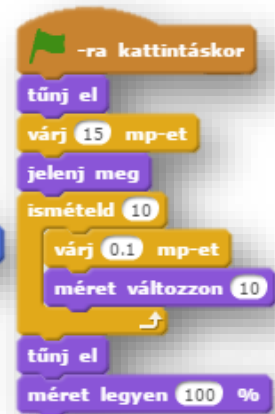 -ra kattintáskor
tűnj el
várj 15 mp-et
jelenj meg
ismételd 10
várj 0.1 mp-et
méret változzon 10
tűnj el
méret legyen 100 %